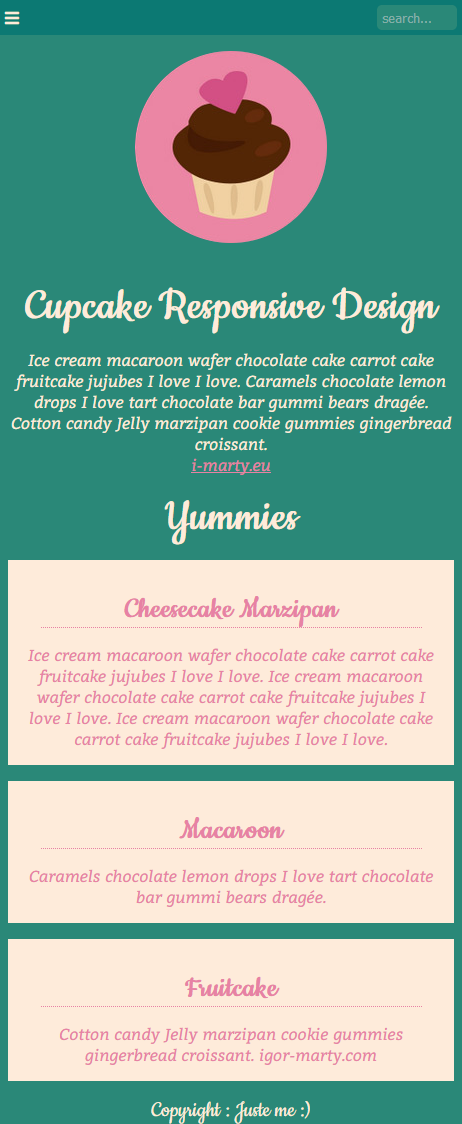 search...
Cupcake Responsive Design
Ice cream macaroon wafer chocolate cake carrot cake
fruitcake jujubes I love I love. Caramels chocolate lemon
drops I love tart chocolate bar gummi bears dragée.
Cotton candy Jelly marzipan cookie gummies gingerbread
croissant.
i-marty.eu
Yummies
Cheesecake Marzipan
Ice cream macaroon wafer chocolate cake carrot cake
fruitcake jujubes I love I love. Ice cream macaroon
wafer chocolate cake carrot cake fruitcake jujubes I
love I love. Ice cream macaroon wafer chocolate cake
carrot cake fruitcake jujubes I love I love.
Macaroon
Caramels chocolate lemon drops I love tart chocolate
bar gummi bears dragée.
Fruitcake
Cotton candy Jelly marzipan cookie gummies
gingerbread croissant. igor-marty.com
Copyright : Juste me :)